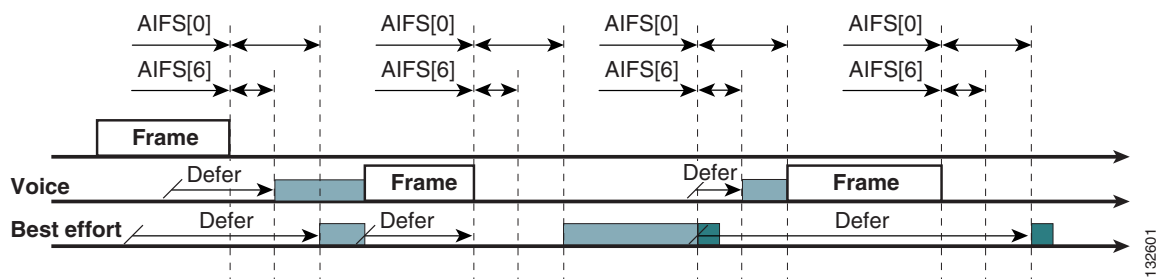 AIFS[0] AIFS[0] AIFS[0] AIFS[0]
AIFS[6] AIFS[6] AIFS[6] AIFS[6]
Frame
Voice Defer Frame Defer Frame
Best effort Defer Defer Defer
132601